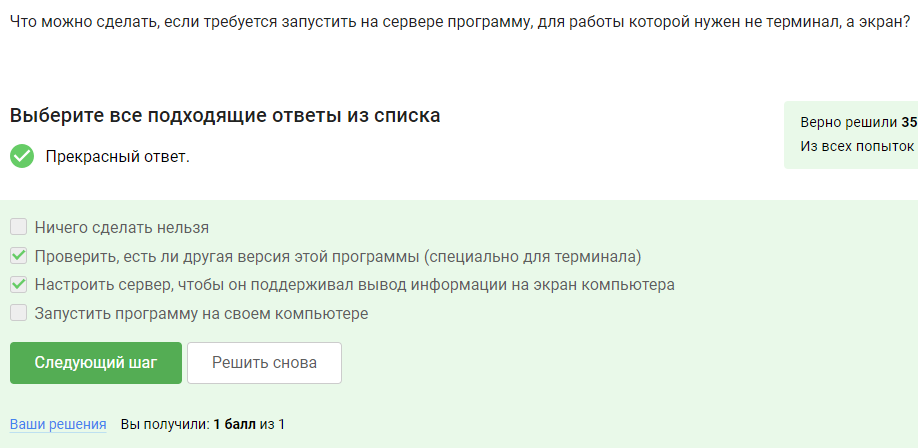 Что можно сделать, если требуется запустить на сервере программу, для работы которой нужен не терминал, а экран?
Выберите все подходящие ответы из списка
Верно решили 35
Из всех попыток
Прекрасный ответ.
Ничего сделать нельзя
Проверить, есть ли другая версия этой программы (специально для терминала)
Настроить сервер, чтобы он поддерживал вывод информации на экран компьютера
Запустить программу на своем компьютере
Следующий шаг
Решить снова
Ваши решения Вы получили: 1 балл из 1